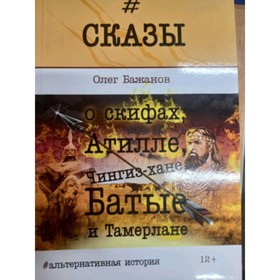 #
СКАЗЫ
Олег Бажанов
о скифах,
Атилле,
Чингиз-хане,
Батые
и Тамерлане
#альтернативная история 12+